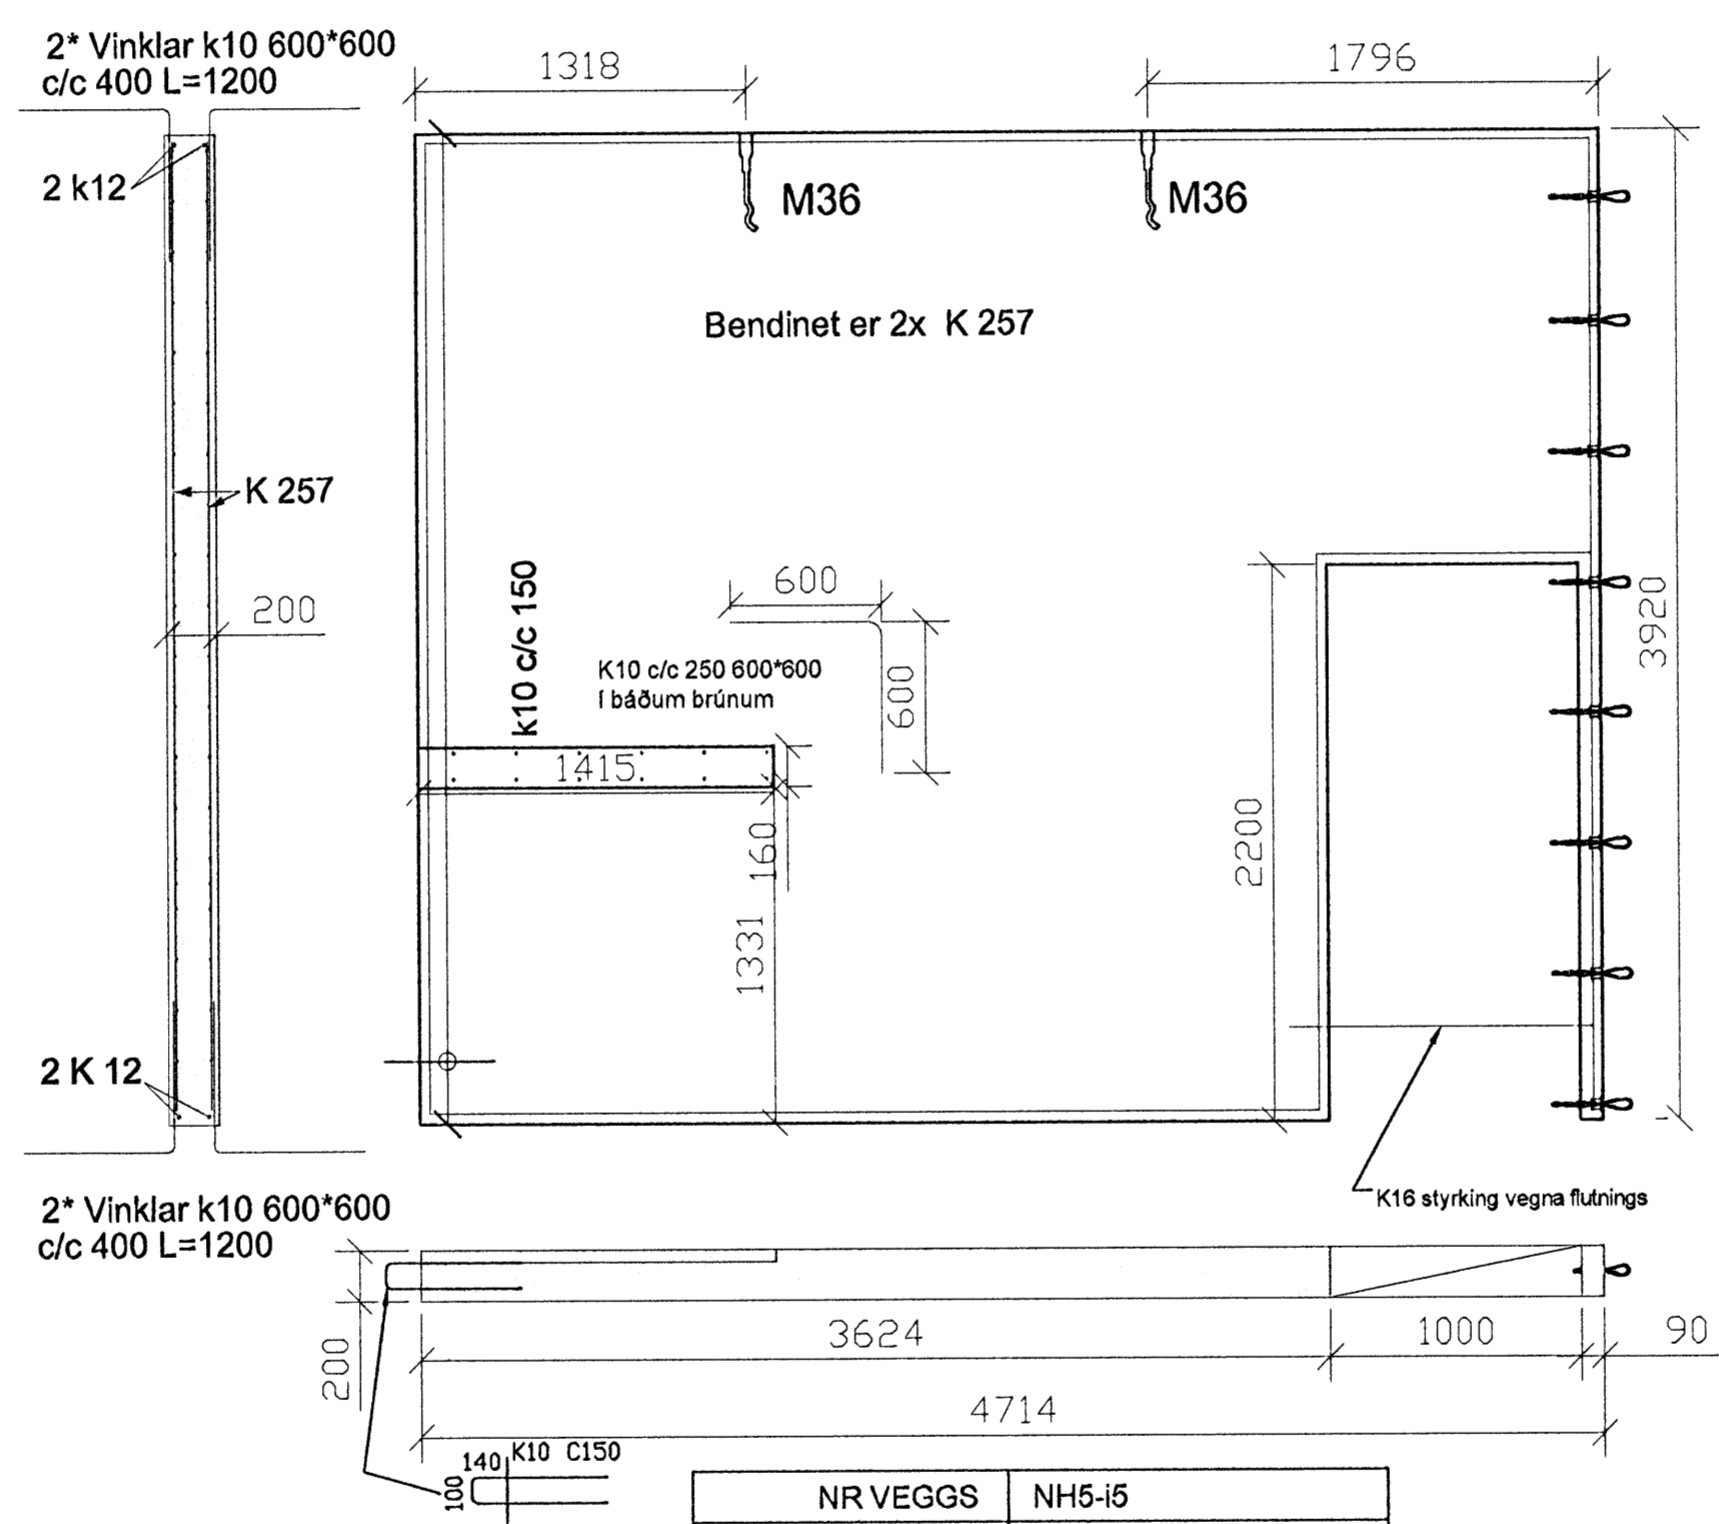 2* Vinklar k10 600*600
c/c 400 L=1200
1318
1796
2 k12
M36
M36
Bendinet er 2x K 257
K 257
200
k10 c/c 150
600
600
K10 c/c 250 600*600
Í báðum brúnum
1415
160
1331
2200
3920
2 K 12
K16 styrking vegna flutnings
2* Vinklar k10 600*600
c/c 400 L=1200
200
3624
1000
90
4714
140 K10 C150
100
NR VEGGS NH5-i5